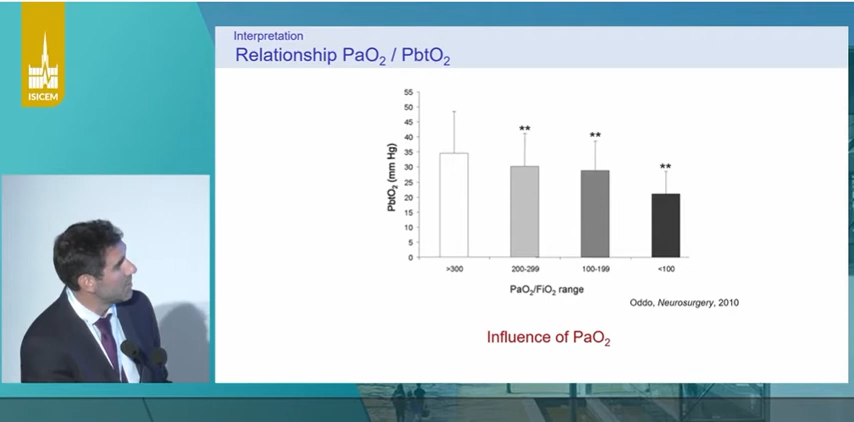 ISICEM
Interpretation
Relationship PaO₂ / PbtO₂
PbtO₂ (mm Hg)
55
50
45
40
35
30
25
20
15
10
5
0
**
**
**
>300
200-299
100-199
<100
PaO₂/FiO₂ range
Oddo, Neurosurgery, 2010
Influence of PaO₂